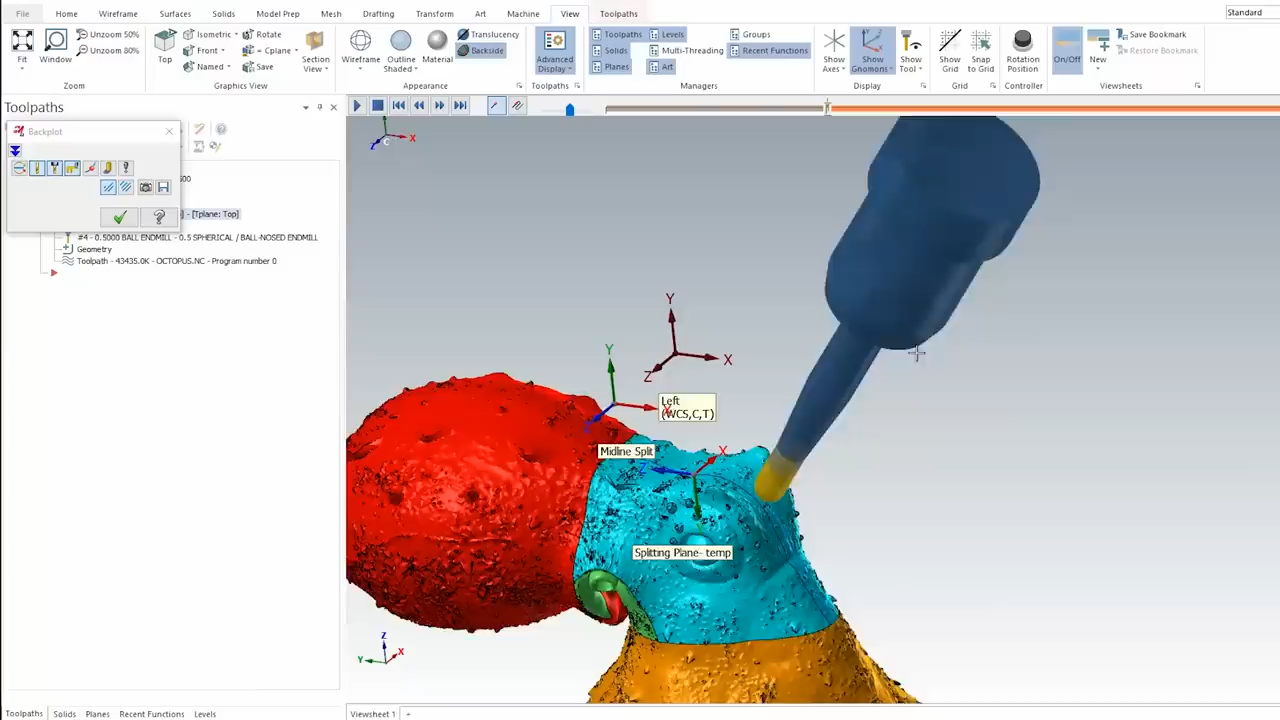 File Home Wireframe Surfaces Solids Model Prep Mesh Drafting Transform Art Machine View Toolpaths Standard
Fit Window Unzoom 50% Unzoom 80% Zoom
Top Isometric Front Named Rotate = Cplane Save Section View Graphics View
Wireframe Outline Shaded Material Translucency Backside Appearance
Advanced Display Toolpaths
Toolpaths Solids Planes Levels Multi-Threading Art Groups Recent Functions Managers
Show Axes Show Gnomons Show Tool Display
Show Grid Snap to Grid Grid
Rotation Position Controller
On/Off New Save Bookmark Restore Bookmark Viewsheets
Toolpaths
Backplot
- [Tplane: Top]
#4 - 0.5000 BALL ENDMILL - 0.5 SPHERICAL / BALL-NOSED ENDMILL
Geometry
Toolpath - 43435.0K - OCTOPUS.NC - Program number 0
C X Z
Y
X
Z
Y
Left
(WCS,C,T)
Midline Split
X
Z
Splitting Plane- temp
Z
Y X
Toolpaths Solids Planes Recent Functions Levels
Viewsheet 1 +